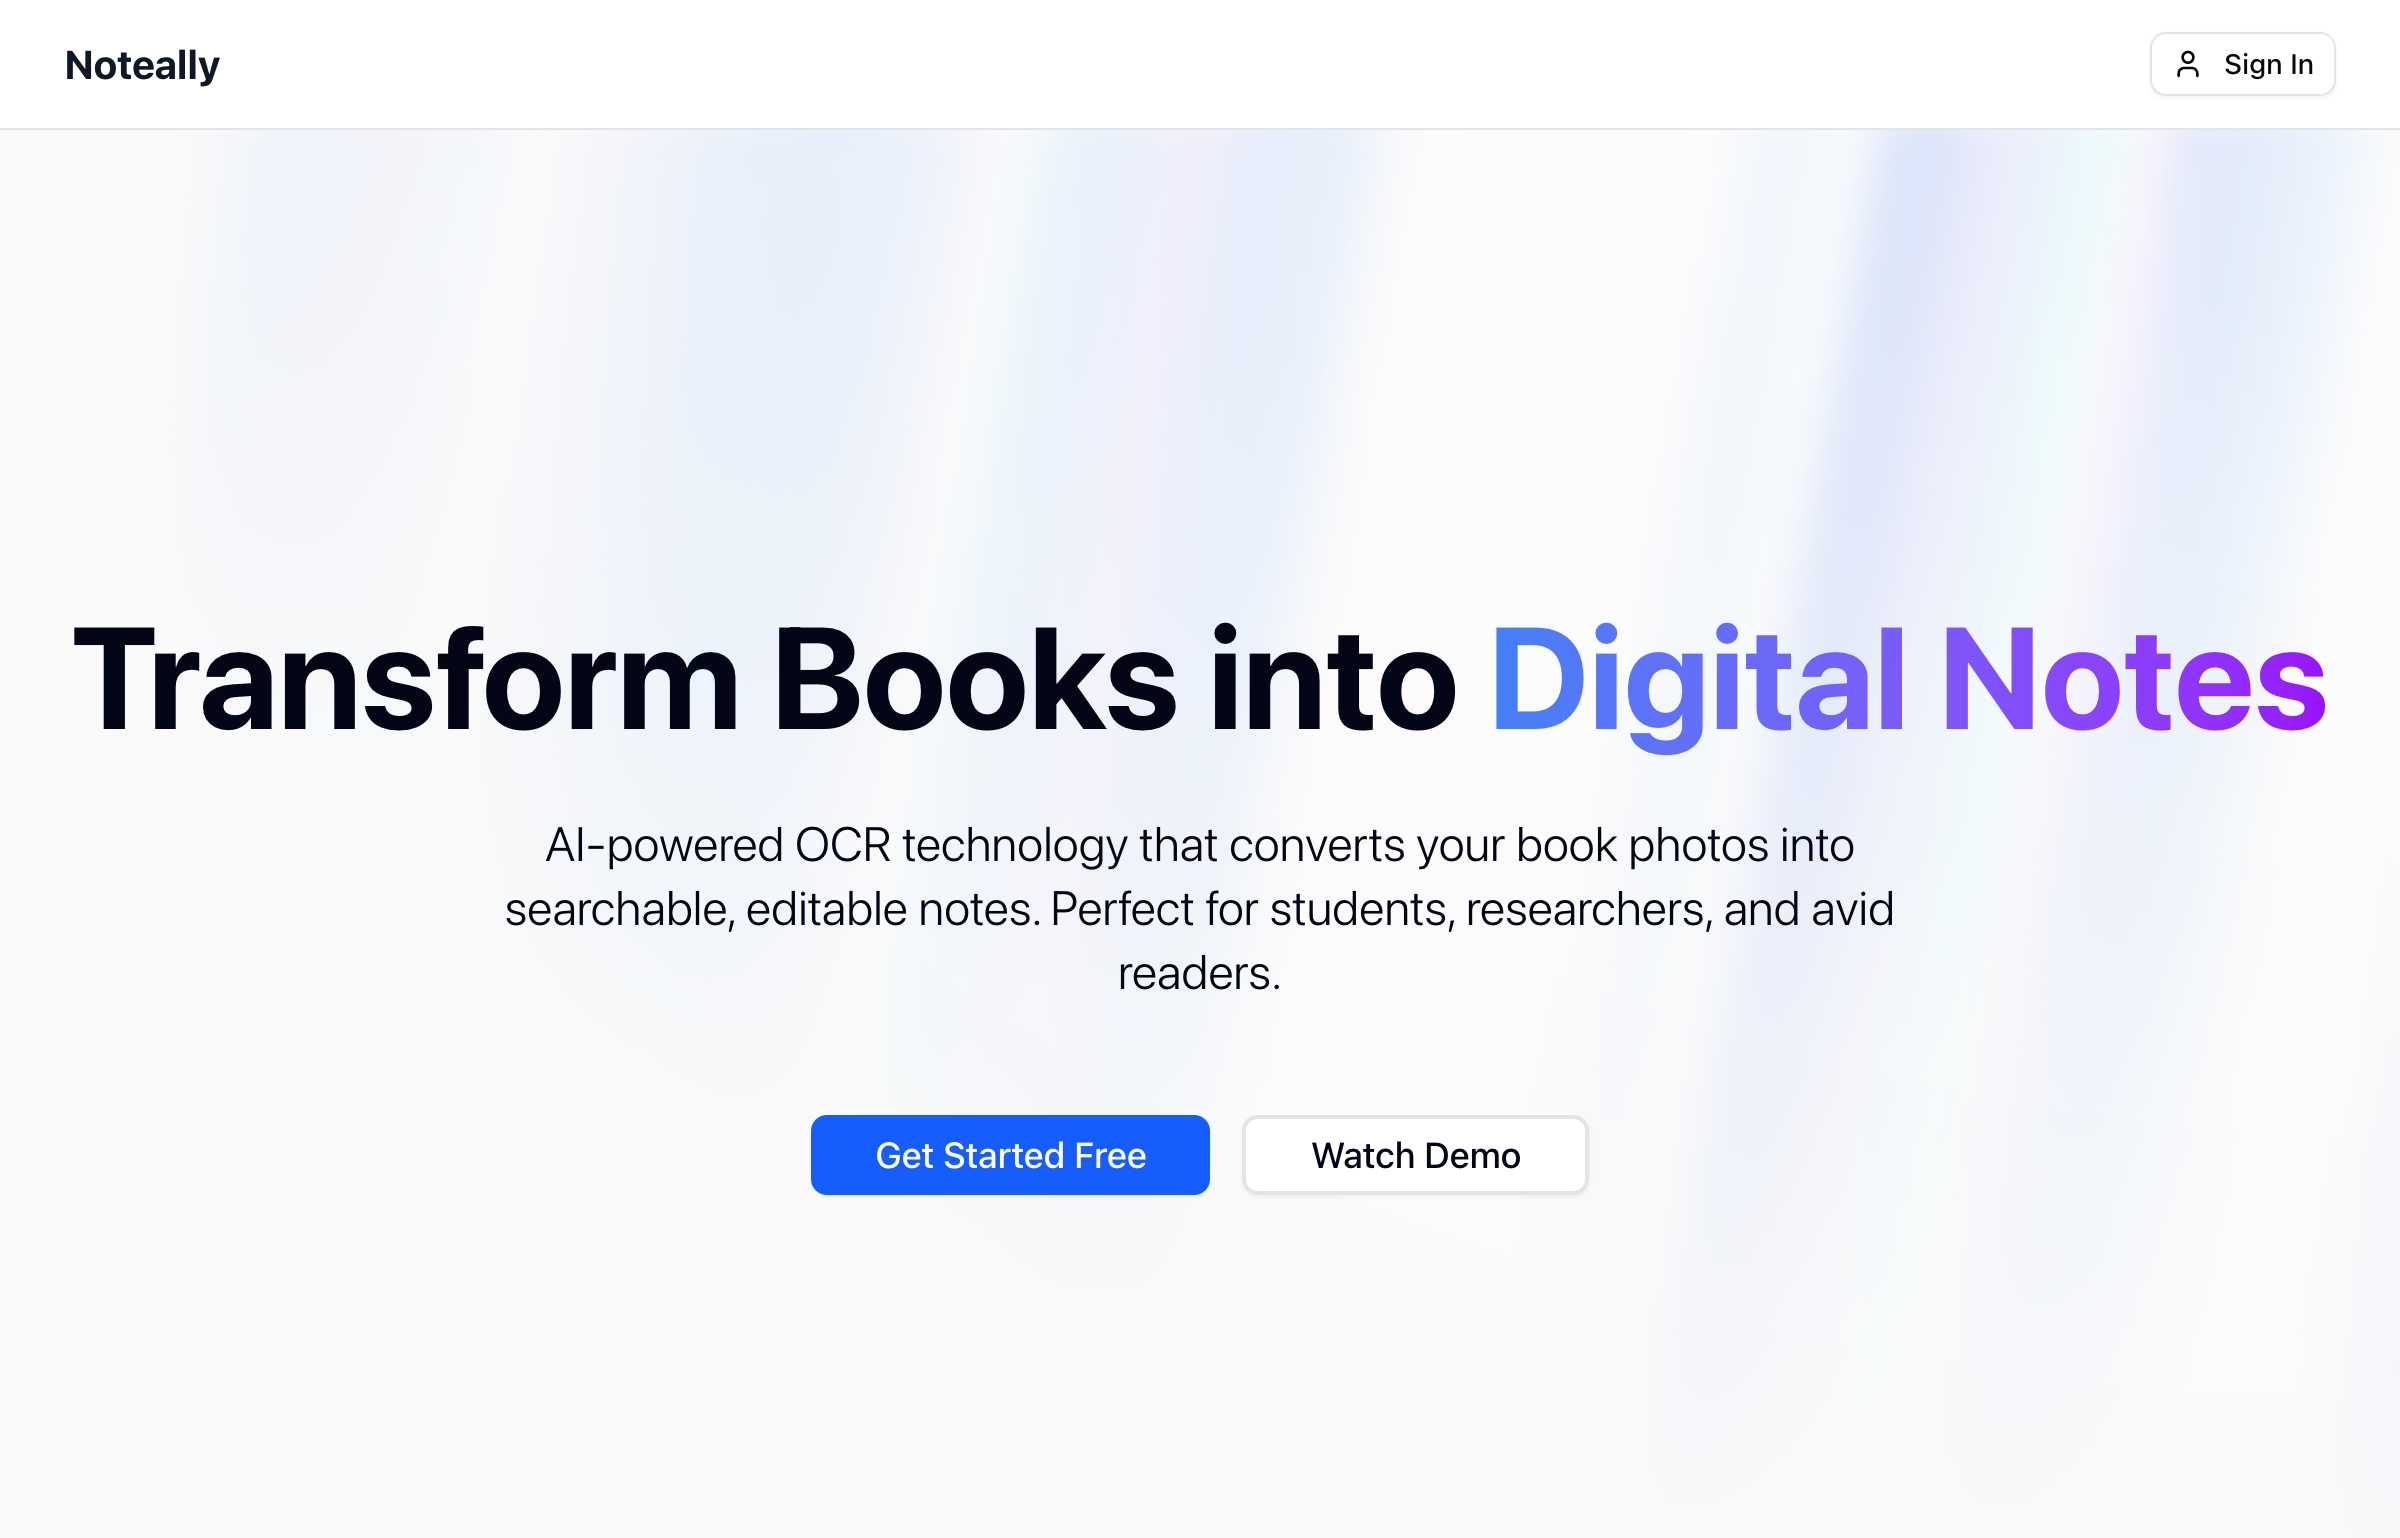 Noteally
Sign In
Transform Books into Digital Notes
AI-powered OCR technology that converts your book photos into
searchable, editable notes. Perfect for students, researchers, and avid
readers.
Get Started Free
Watch Demo